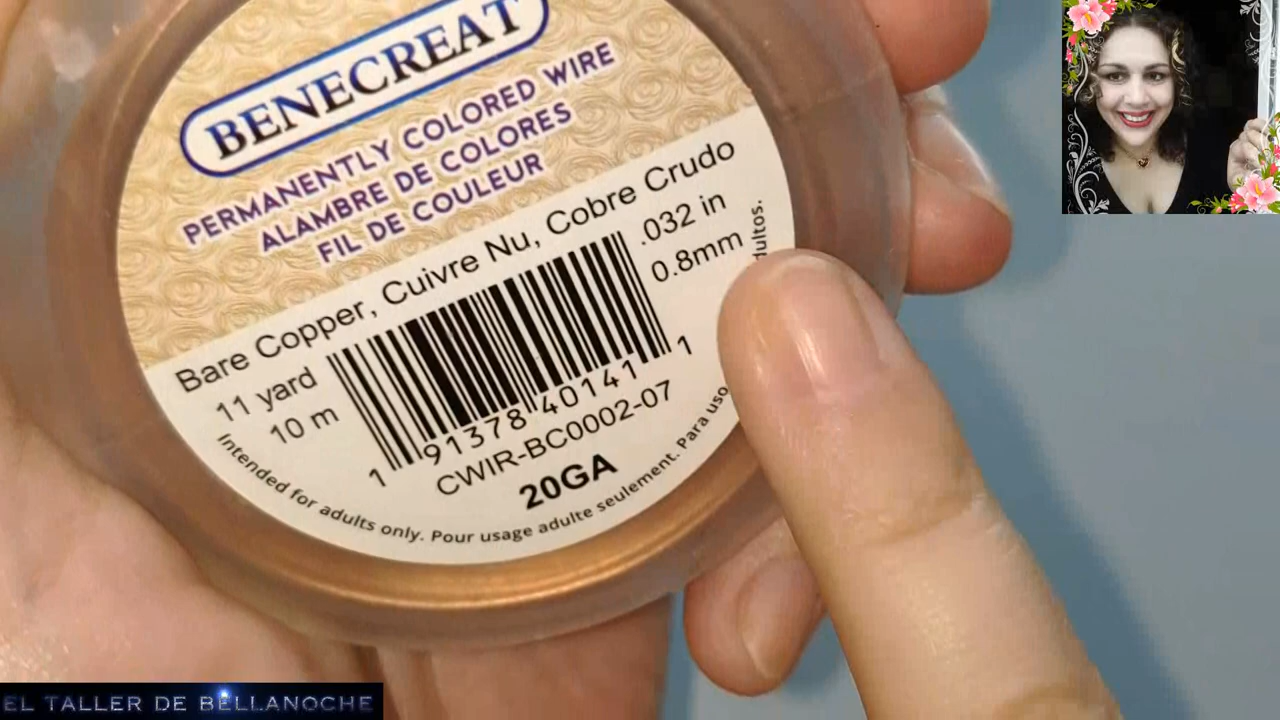 BENECREAT
PERMANENTLY COLORED WIRE
ALAMBRE DE COLORES
FIL DE COULEUR
Bare Copper, Cuivre Nu, Cobre Crudo
11 yard
10 m
.032 in
0.8mm
1 91378 40141 1
CWIR-BC0002-07
20GA
Intended for adults only. Pour usage adulte seulement. Para uso dultos.
EL TALLER DE BELLANOCHE